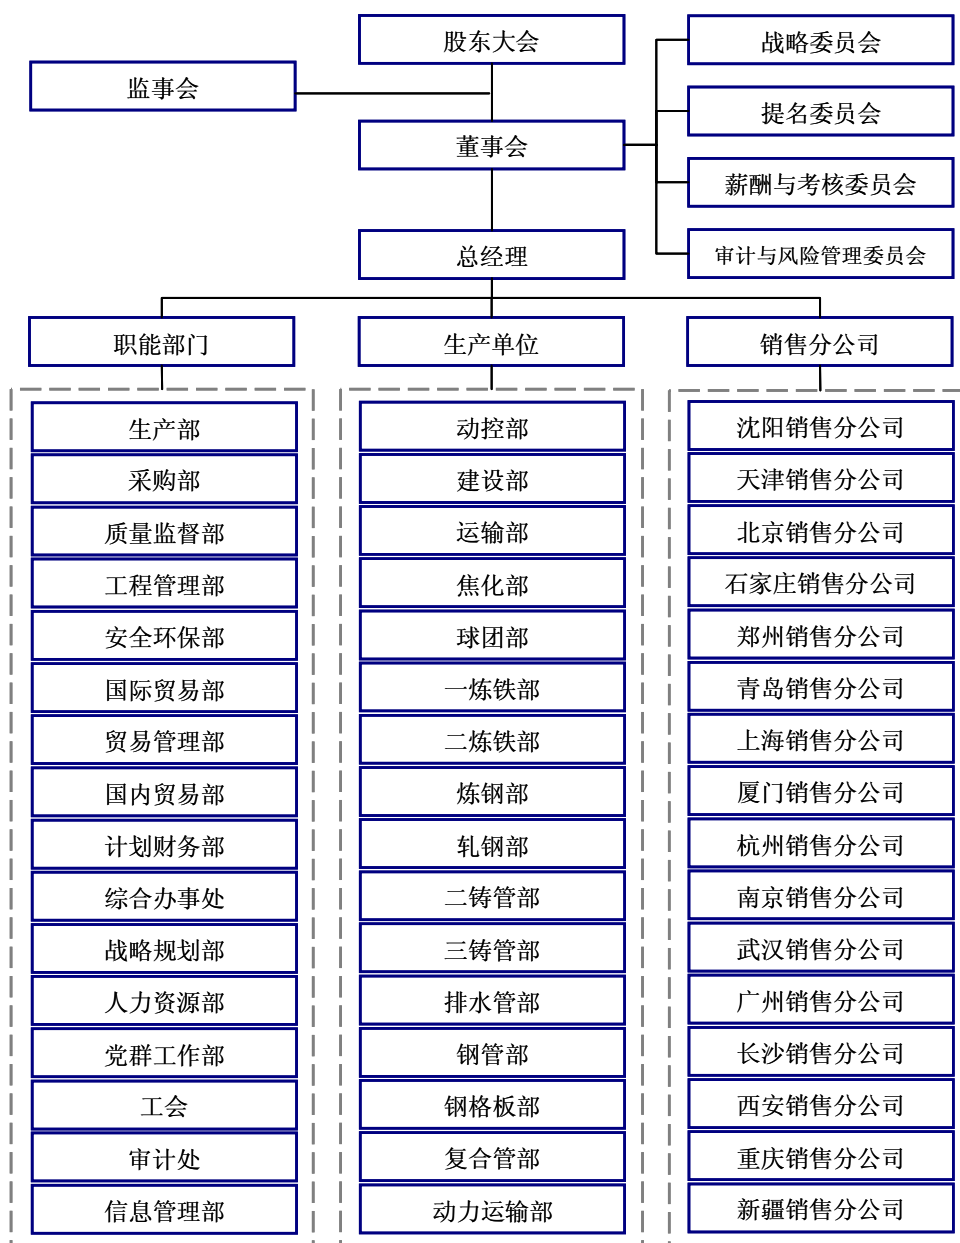 股东大会
监事会
董事会
战略委员会
提名委员会
薪酬与考核委员会
审计与风险管理委员会
总经理
职能部门
生产部
采购部
质量监督部
工程管理部
安全环保部
国际贸易部
贸易管理部
国内贸易部
计划财务部
综合办事处
战略规划部
人力资源部
党群工作部
工会
审计处
信息管理部
生产单位
动控部
建设部
运输部
焦化部
球团部
一炼铁部
二炼铁部
炼钢部
轧钢部
二铸管部
三铸管部
排水管部
钢管部
钢格板部
复合管部
动力运输部
销售分公司
沈阳销售分公司
天津销售分公司
北京销售分公司
石家庄销售分公司
郑州销售分公司
青岛销售分公司
上海销售分公司
厦门销售分公司
杭州销售分公司
南京销售分公司
武汉销售分公司
广州销售分公司
长沙销售分公司
西安销售分公司
重庆销售分公司
新疆销售分公司